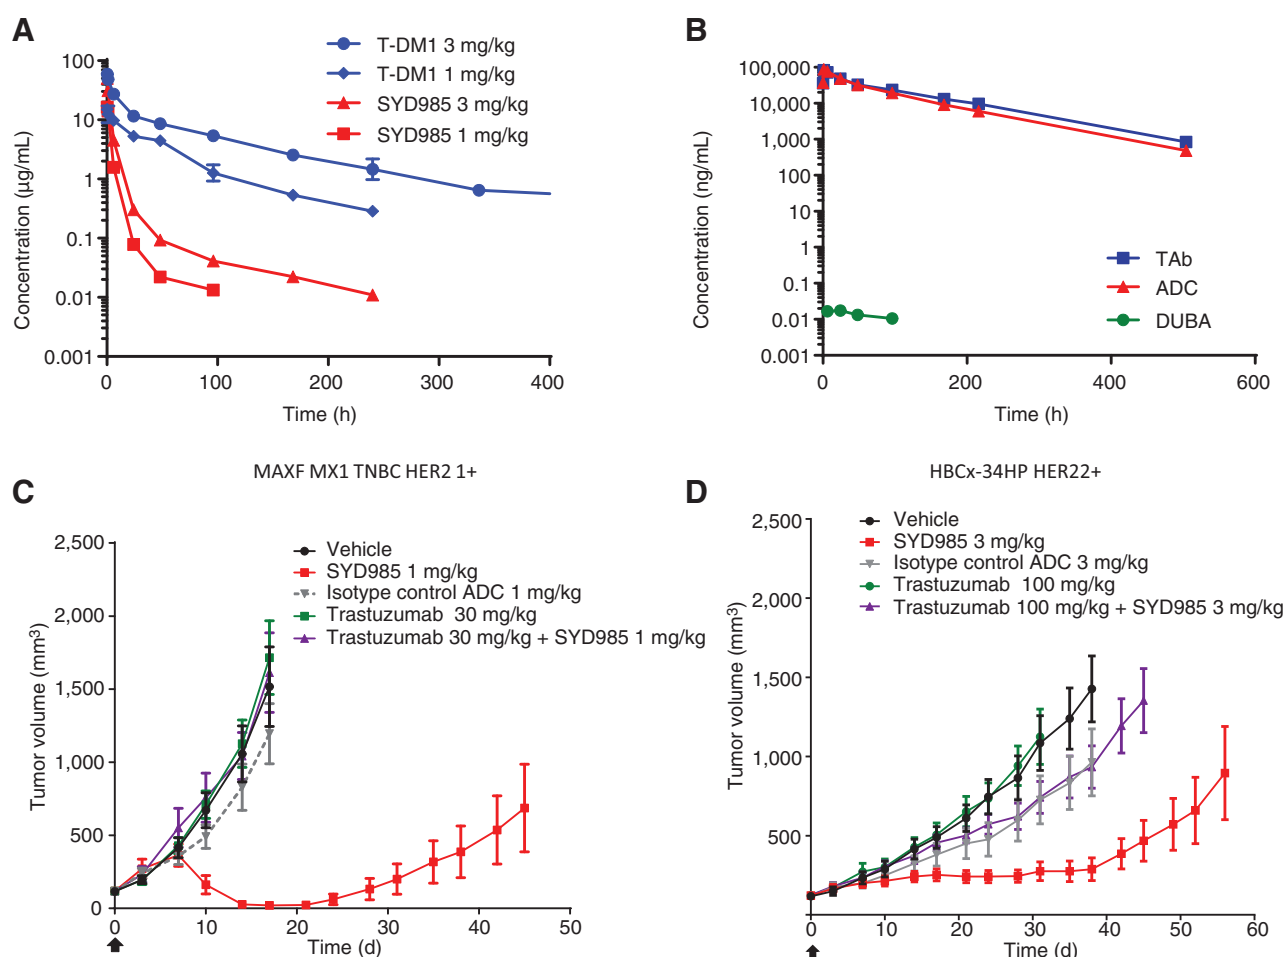 A
T-DM1 3 mg/kg
T-DM1 1 mg/kg
SYD985 3 mg/kg
SYD985 1 mg/kg
100
10
1
0.1
0.01
0.001
Concentration (µg/mL)
0 100 200 300 400
Time (h)
B
100,000
10,000
1,000
100
10
1
0.1
0.01
0.001
Concentration (ng/mL)
TAb
ADC
DUBA
0 200 400 600
Time (h)
C
MAXF MX1 TNBC HER2 1+
Vehicle
SYD985 1 mg/kg
Isotype control ADC 1 mg/kg
Trastuzumab 30 mg/kg
Trastuzumab 30 mg/kg + SYD985 1 mg/kg
2,500
2,000
1,500
1,000
500
0
Tumor volume (mm³)
0 10 20 30 40 50
Time (d)
D
HBCx-34HP HER22+
Vehicle
SYD985 3 mg/kg
Isotype control ADC 3 mg/kg
Trastuzumab 100 mg/kg
Trastuzumab 100 mg/kg + SYD985 3 mg/kg
2,500
2,000
1,500
1,000
500
Tumor volume (mm³)
0 10 20 30 40 50 60
Time (d)